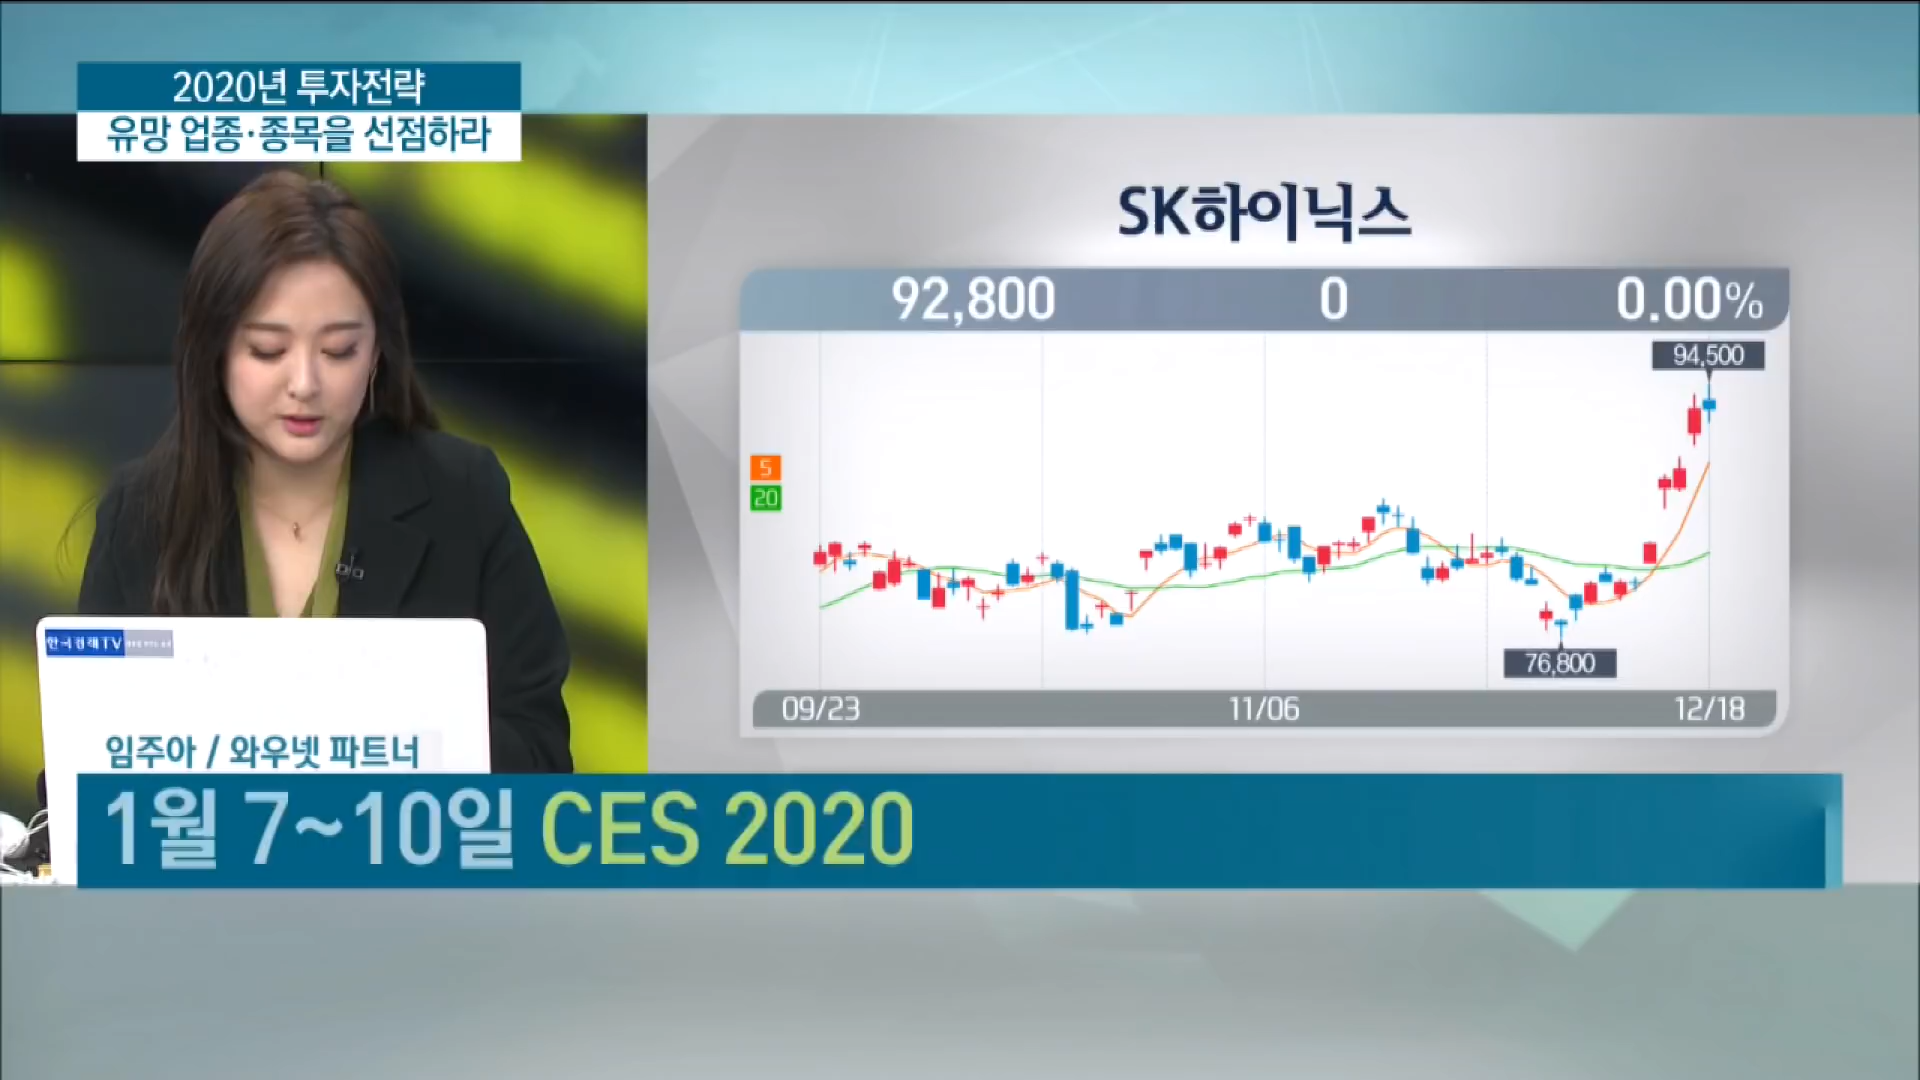 2020년 투자전략
유망 업종·종목을 선점하라
SK하이닉스
92,800 0 0.00%
94,500
5
20
76,800
09/23 11/06 12/18
한국경제TV
임주아 / 와우넷 파트너
1월 7~10일 CES 2020